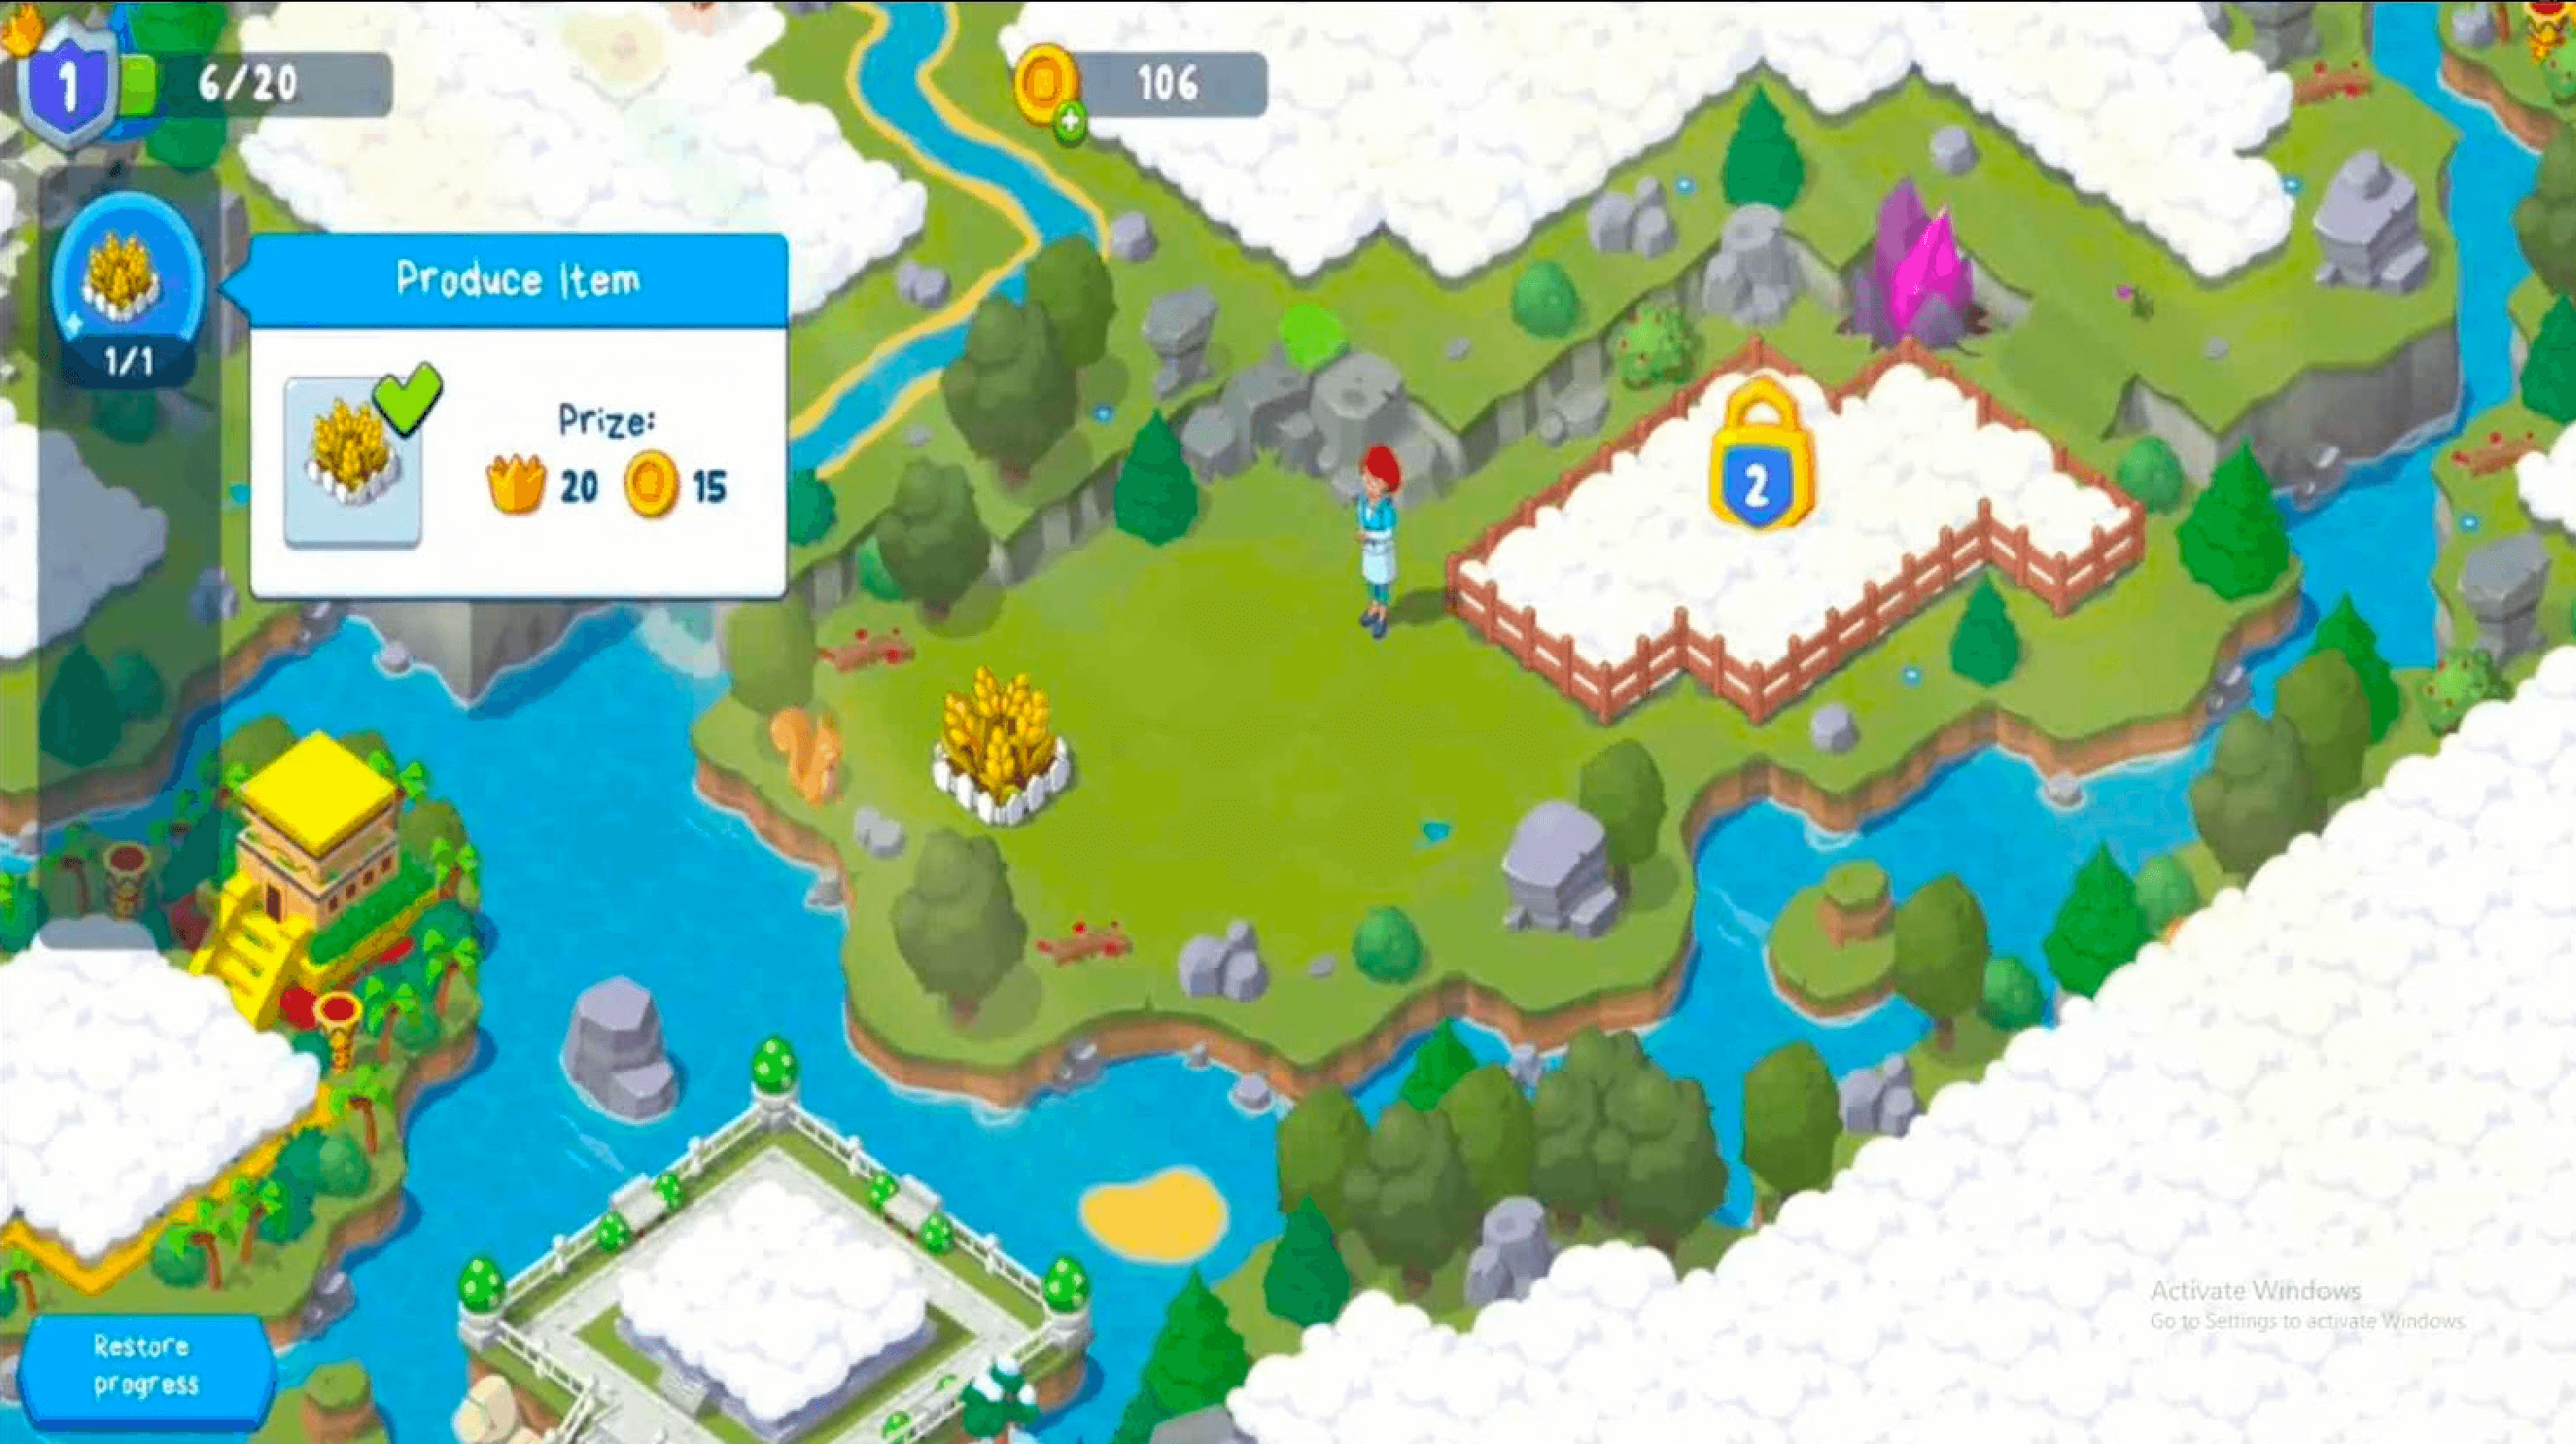 1
6/20
106
Produce Item
1/1
Prize:
20
15
2
Restore
progress
Activate Windows
Go to Settings to activate Windows.